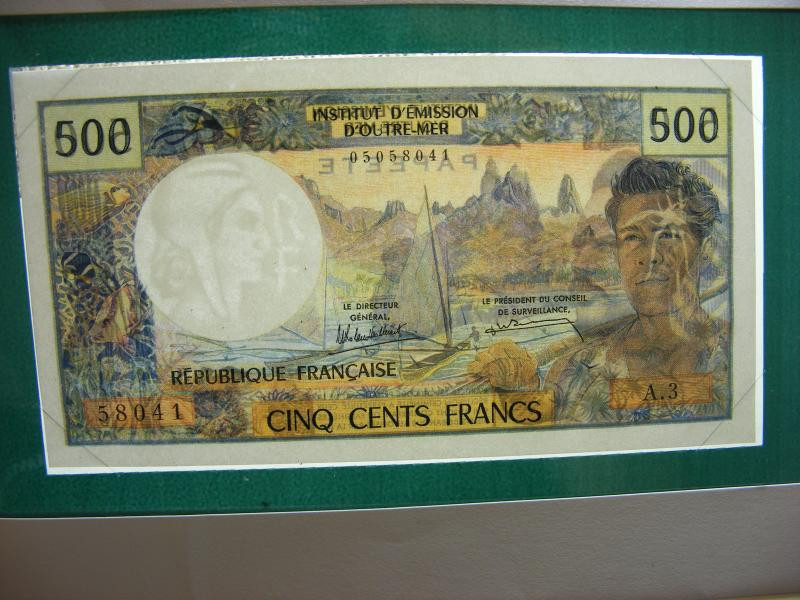 500
INSTITUT D'ÉMISSION
D'OUTRE-MER
500
05058041
PAPEETE
LE DIRECTEUR
GÉNÉRAL,
LE PRÉSIDENT DU CONSEIL
DE SURVEILLANCE,
RÉPUBLIQUE FRANÇAISE
58041
CINQ CENTS FRANCS
A.3